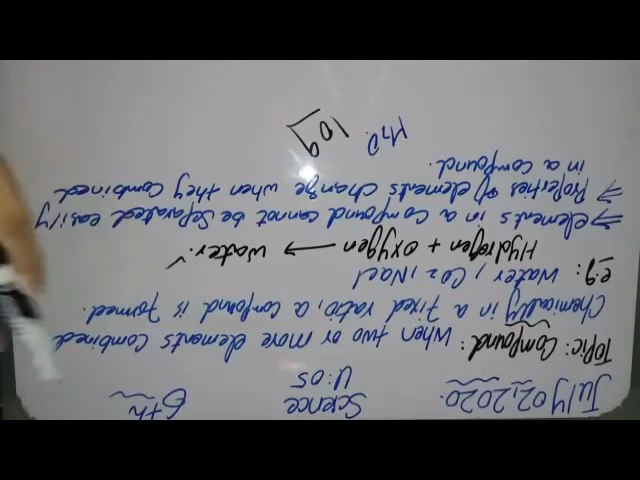 July 02, 2020. Science 6th
U: 05
Topic: Compound: When two or more elements combined
Chemically in a fixed ratio, a compound is formed.
e.g: Water, CO2, NaCl
Hydrogen + oxygen → water.
⇒ elements in a compound cannot be separated easily
⇒ Properties of elements change when they combined
in a compound.
H2O.
109